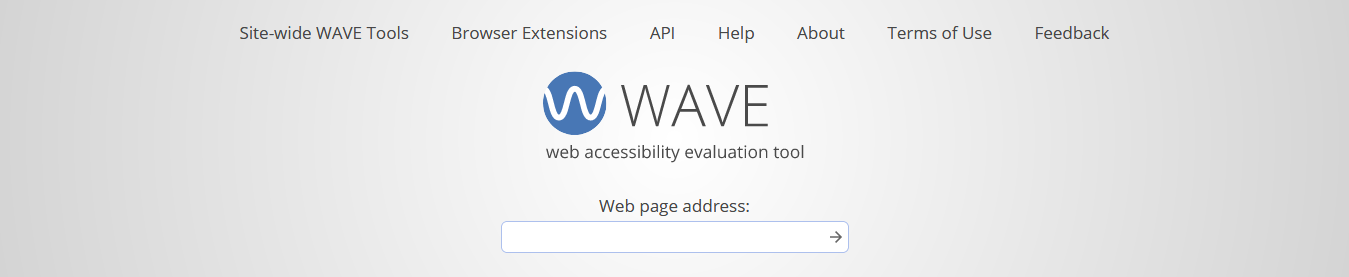 Site-wide WAVE Tools Browser Extensions API Help About Terms of Use Feedback
WAVE
web accessibility evaluation tool
Web page address: